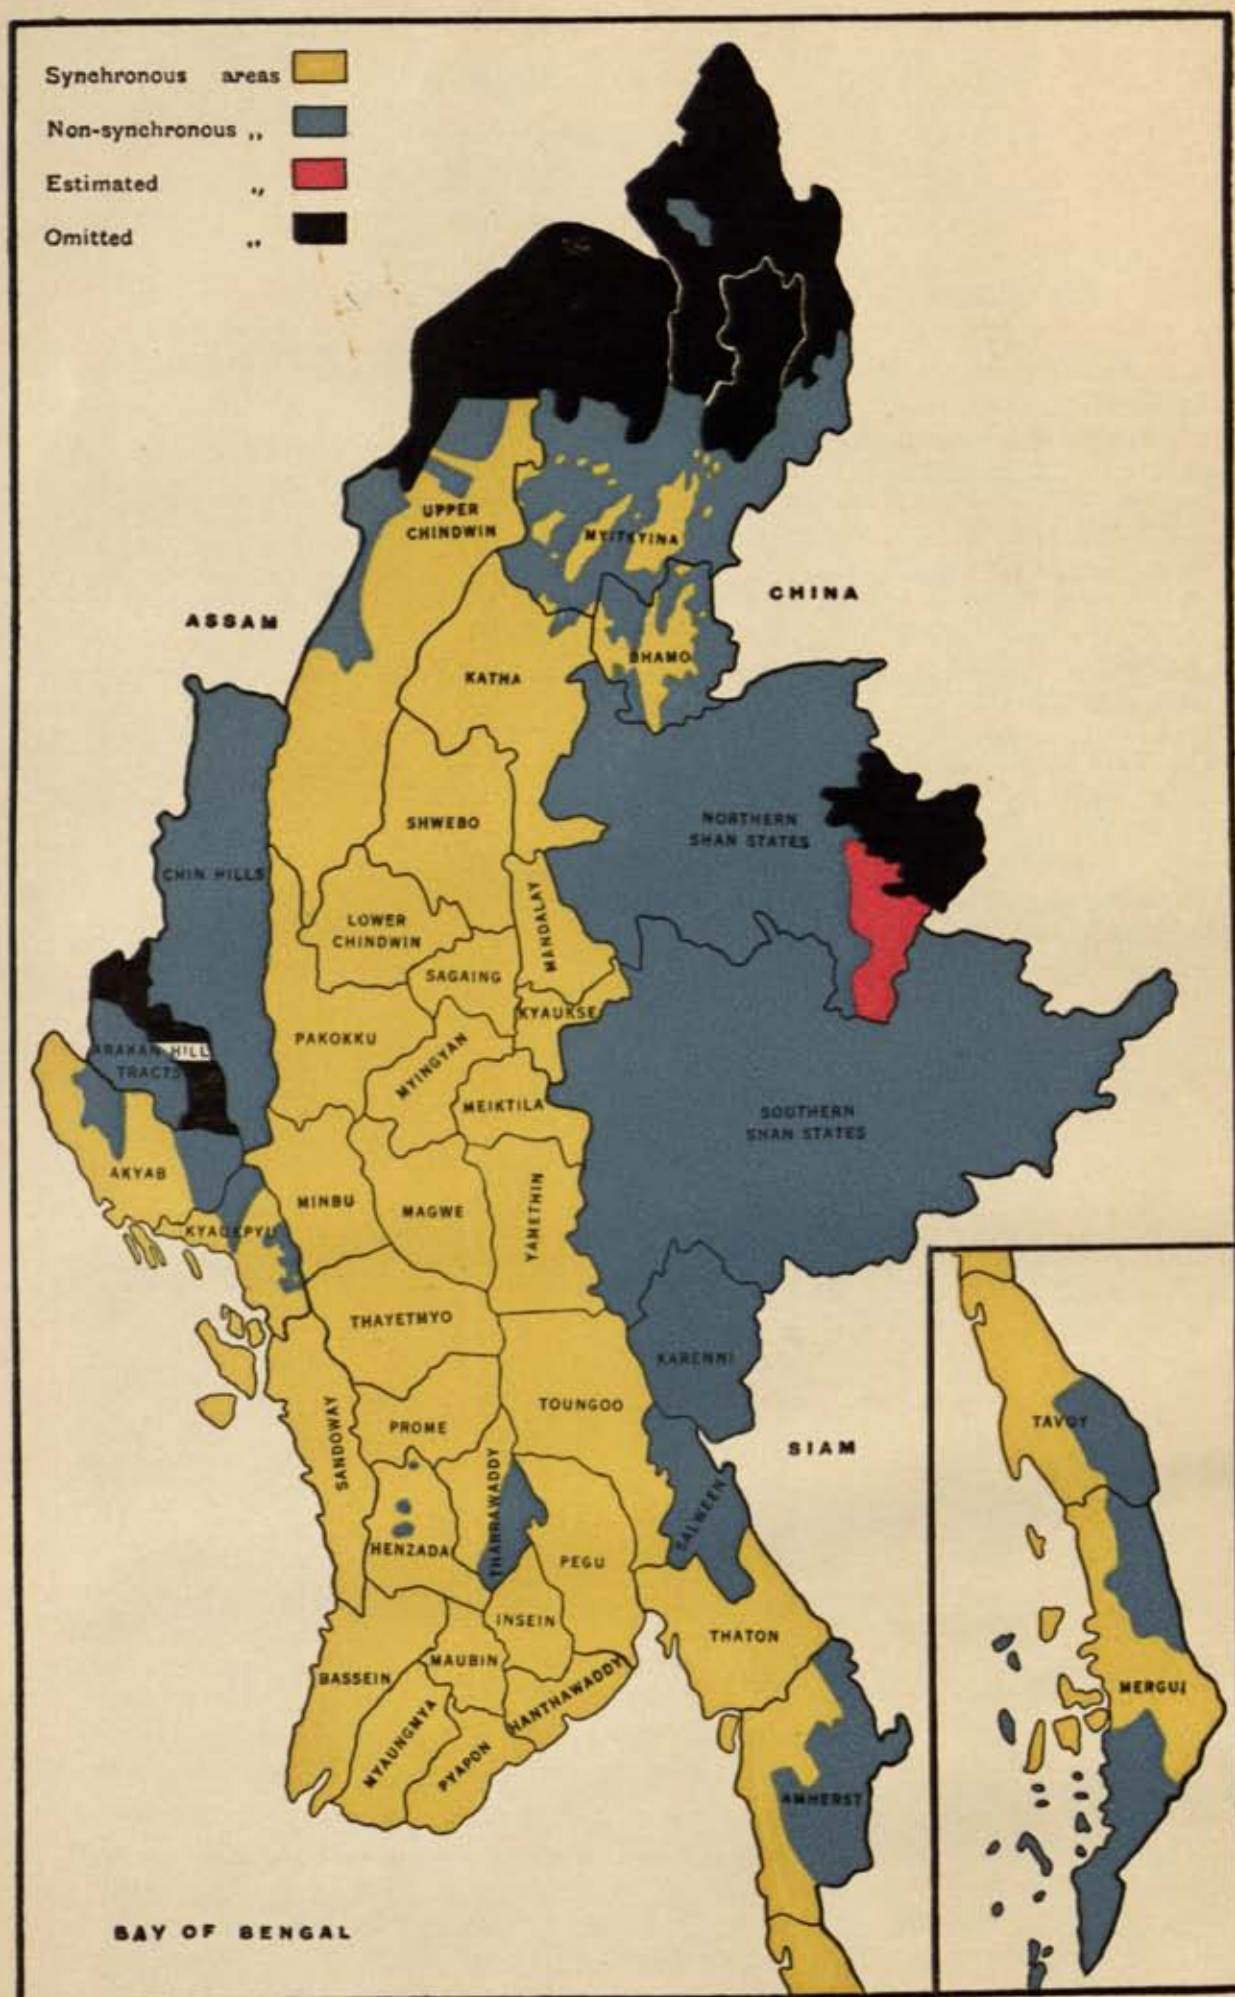 Synchronous areas
Non-synchronous „
Estimated „
Omitted „
UPPER
CHINDWIN
MYITKYINA
CHINA
ASSAM
BHAMO
KATHA
SHWEBO
NORTHERN
SHAN STATES
CHIN HILLS
LOWER
CHINDWIN
MANDALAY
SAGAING
KYAUKSE
PAKOKKU
MYINGYAN
ARAKAN HILL
TRACTS
MEIKTILA
SOUTHERN
SHAN STATES
AKYAB
MINBU
MAGWE
YAMETHIN
KYAUKPYU
THAYETMYO
KARENNI
SANDOWAY
PROME
TOUNGOO
SIAM
TAVOY
THARRAWADDY
SALWEEN
HENZADA
PEGU
INSEIN
THATON
BASSEIN
MAUBIN
HANTHAWADDY
MERGUI
MYAUNGMYA
PYAPON
AMHERST
BAY OF BENGAL